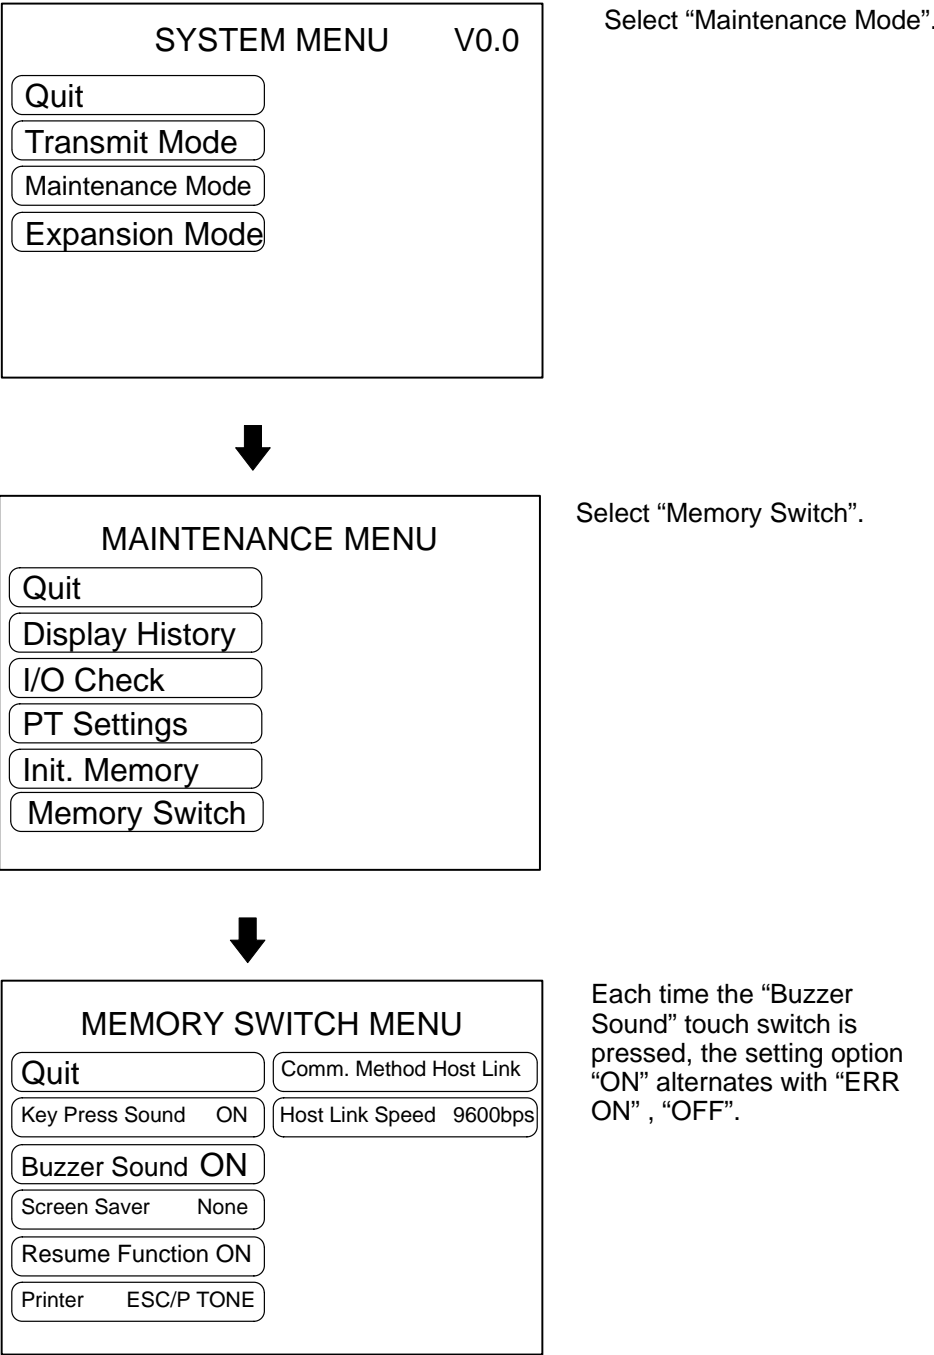 SYSTEM MENU V0.0
Select “Maintenance Mode”.
Quit
Transmit Mode
Maintenance Mode
Expansion Mode
MAINTENANCE MENU
Select “Memory Switch”.
Quit
Display History
I/O Check
PT Settings
Init. Memory
Memory Switch
MEMORY SWITCH MENU
Quit
Comm. Method Host Link
Key Press Sound ON
Host Link Speed 9600bps
Buzzer Sound ON
Screen Saver None
Resume Function ON
Printer ESC/P TONE
Each time the “Buzzer
Sound” touch switch is
pressed, the setting option
“ON” alternates with “ERR
ON” , “OFF”.